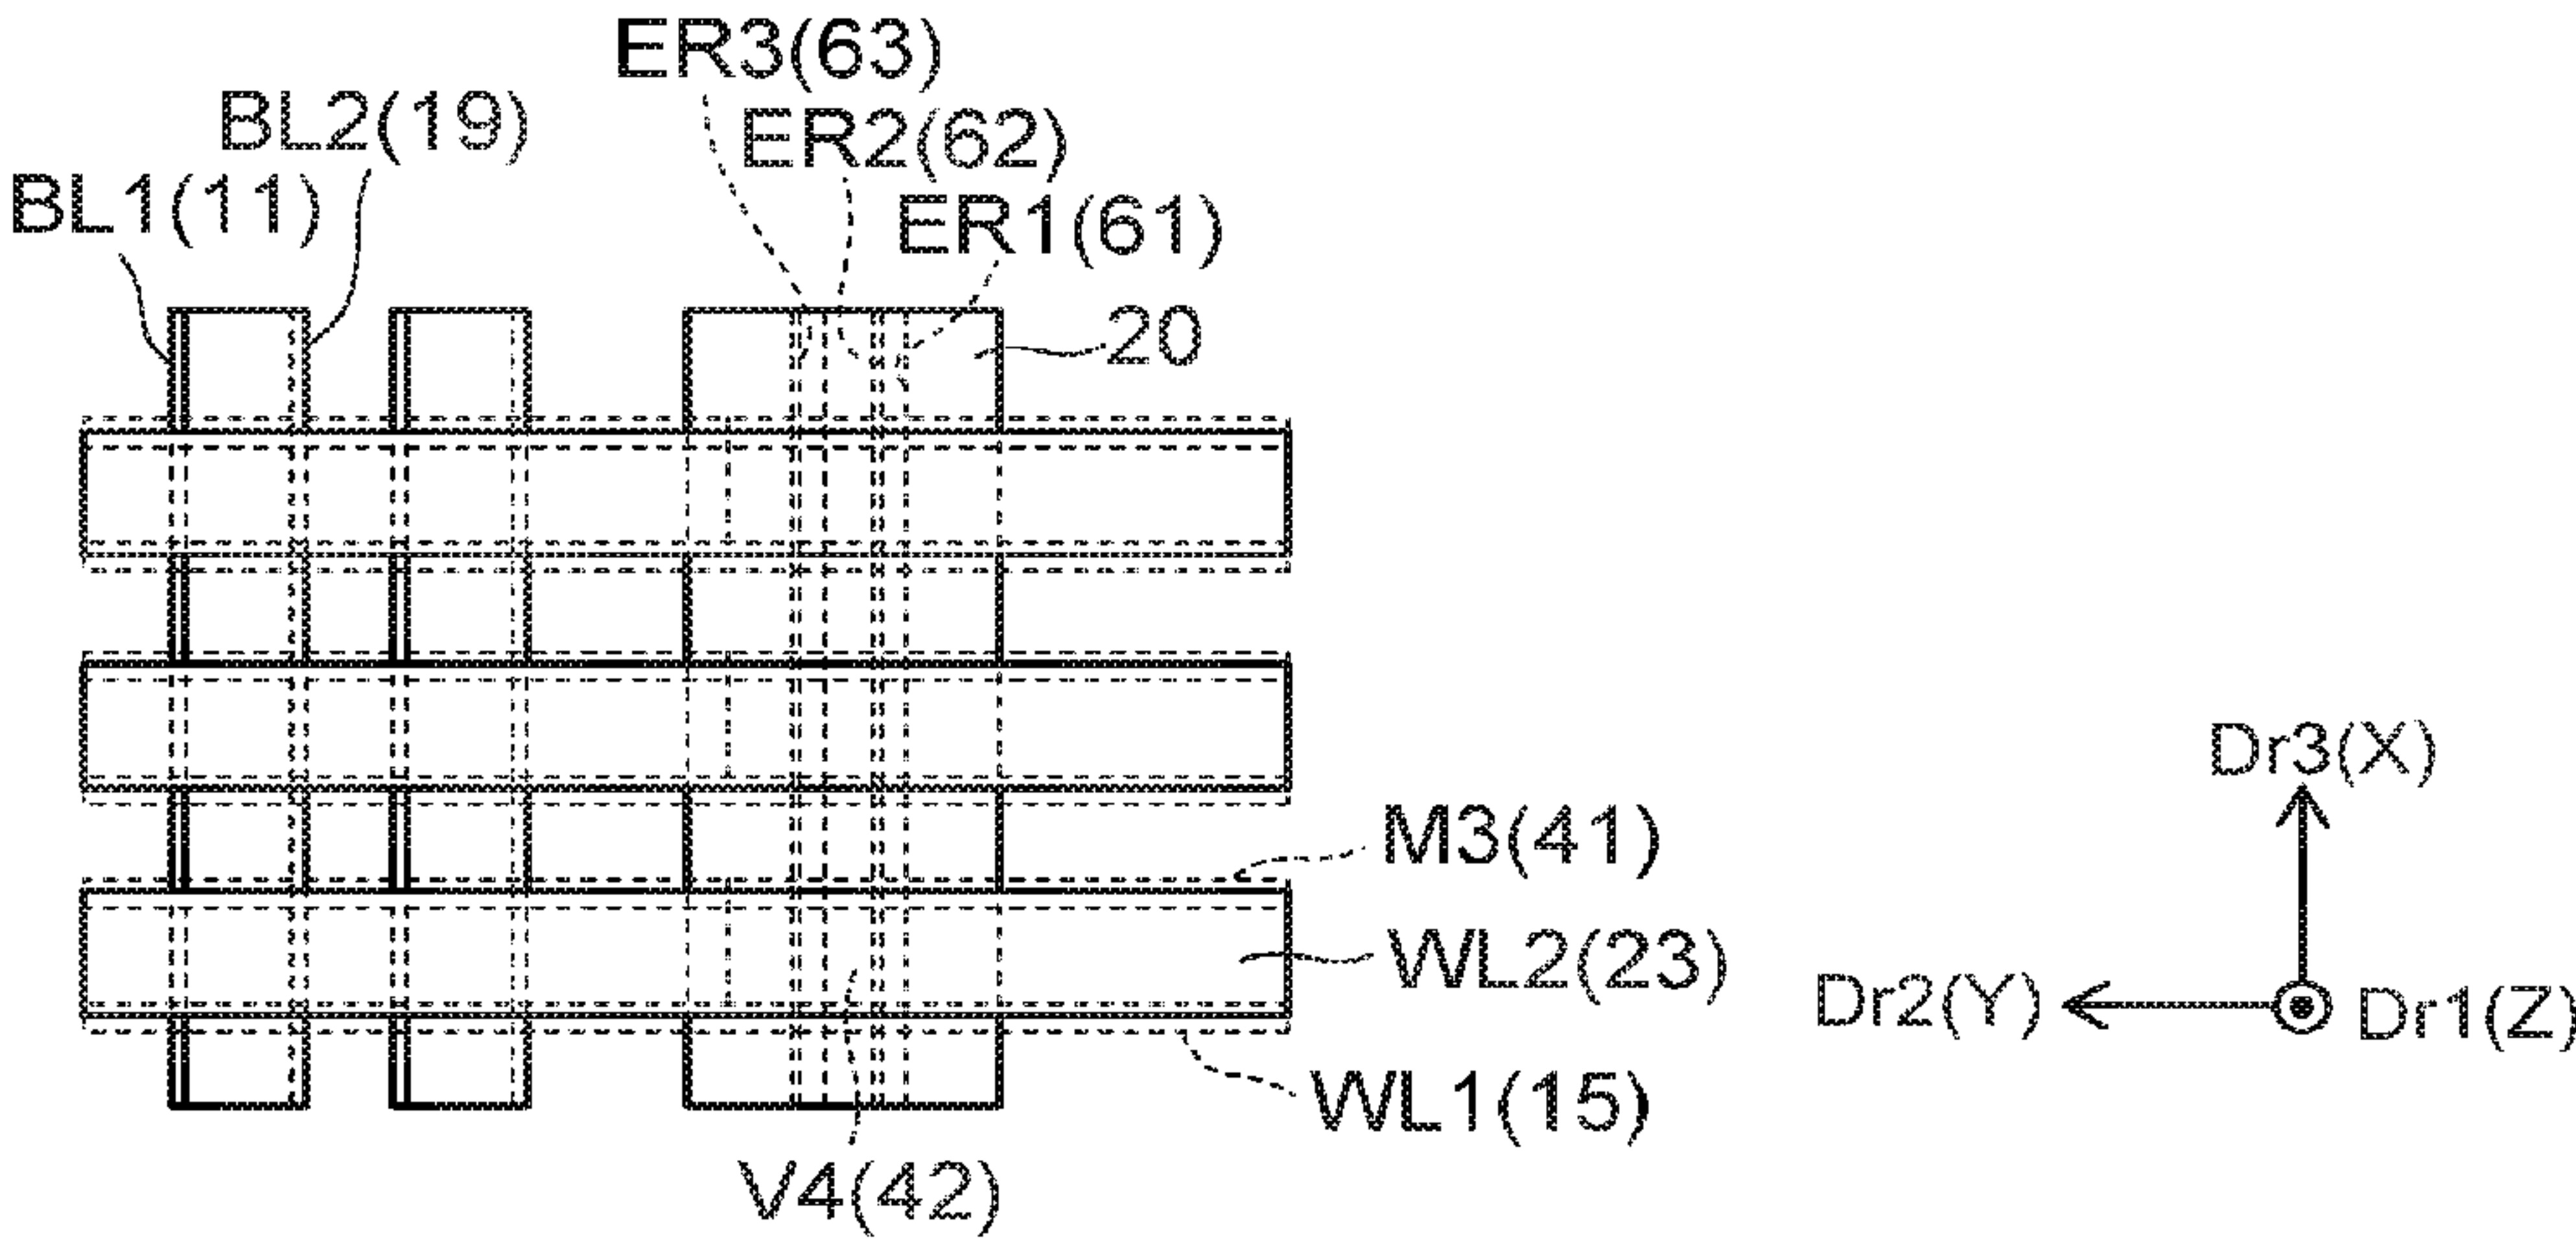 ER3(63)
BL2(19)
ER2(62)
BL1(11)
ER1(61)
20
Dr3(X)
M3(41)
WL2(23)
Dr2(Y)
Dr1(Z)
WL1(15)
V4(42)